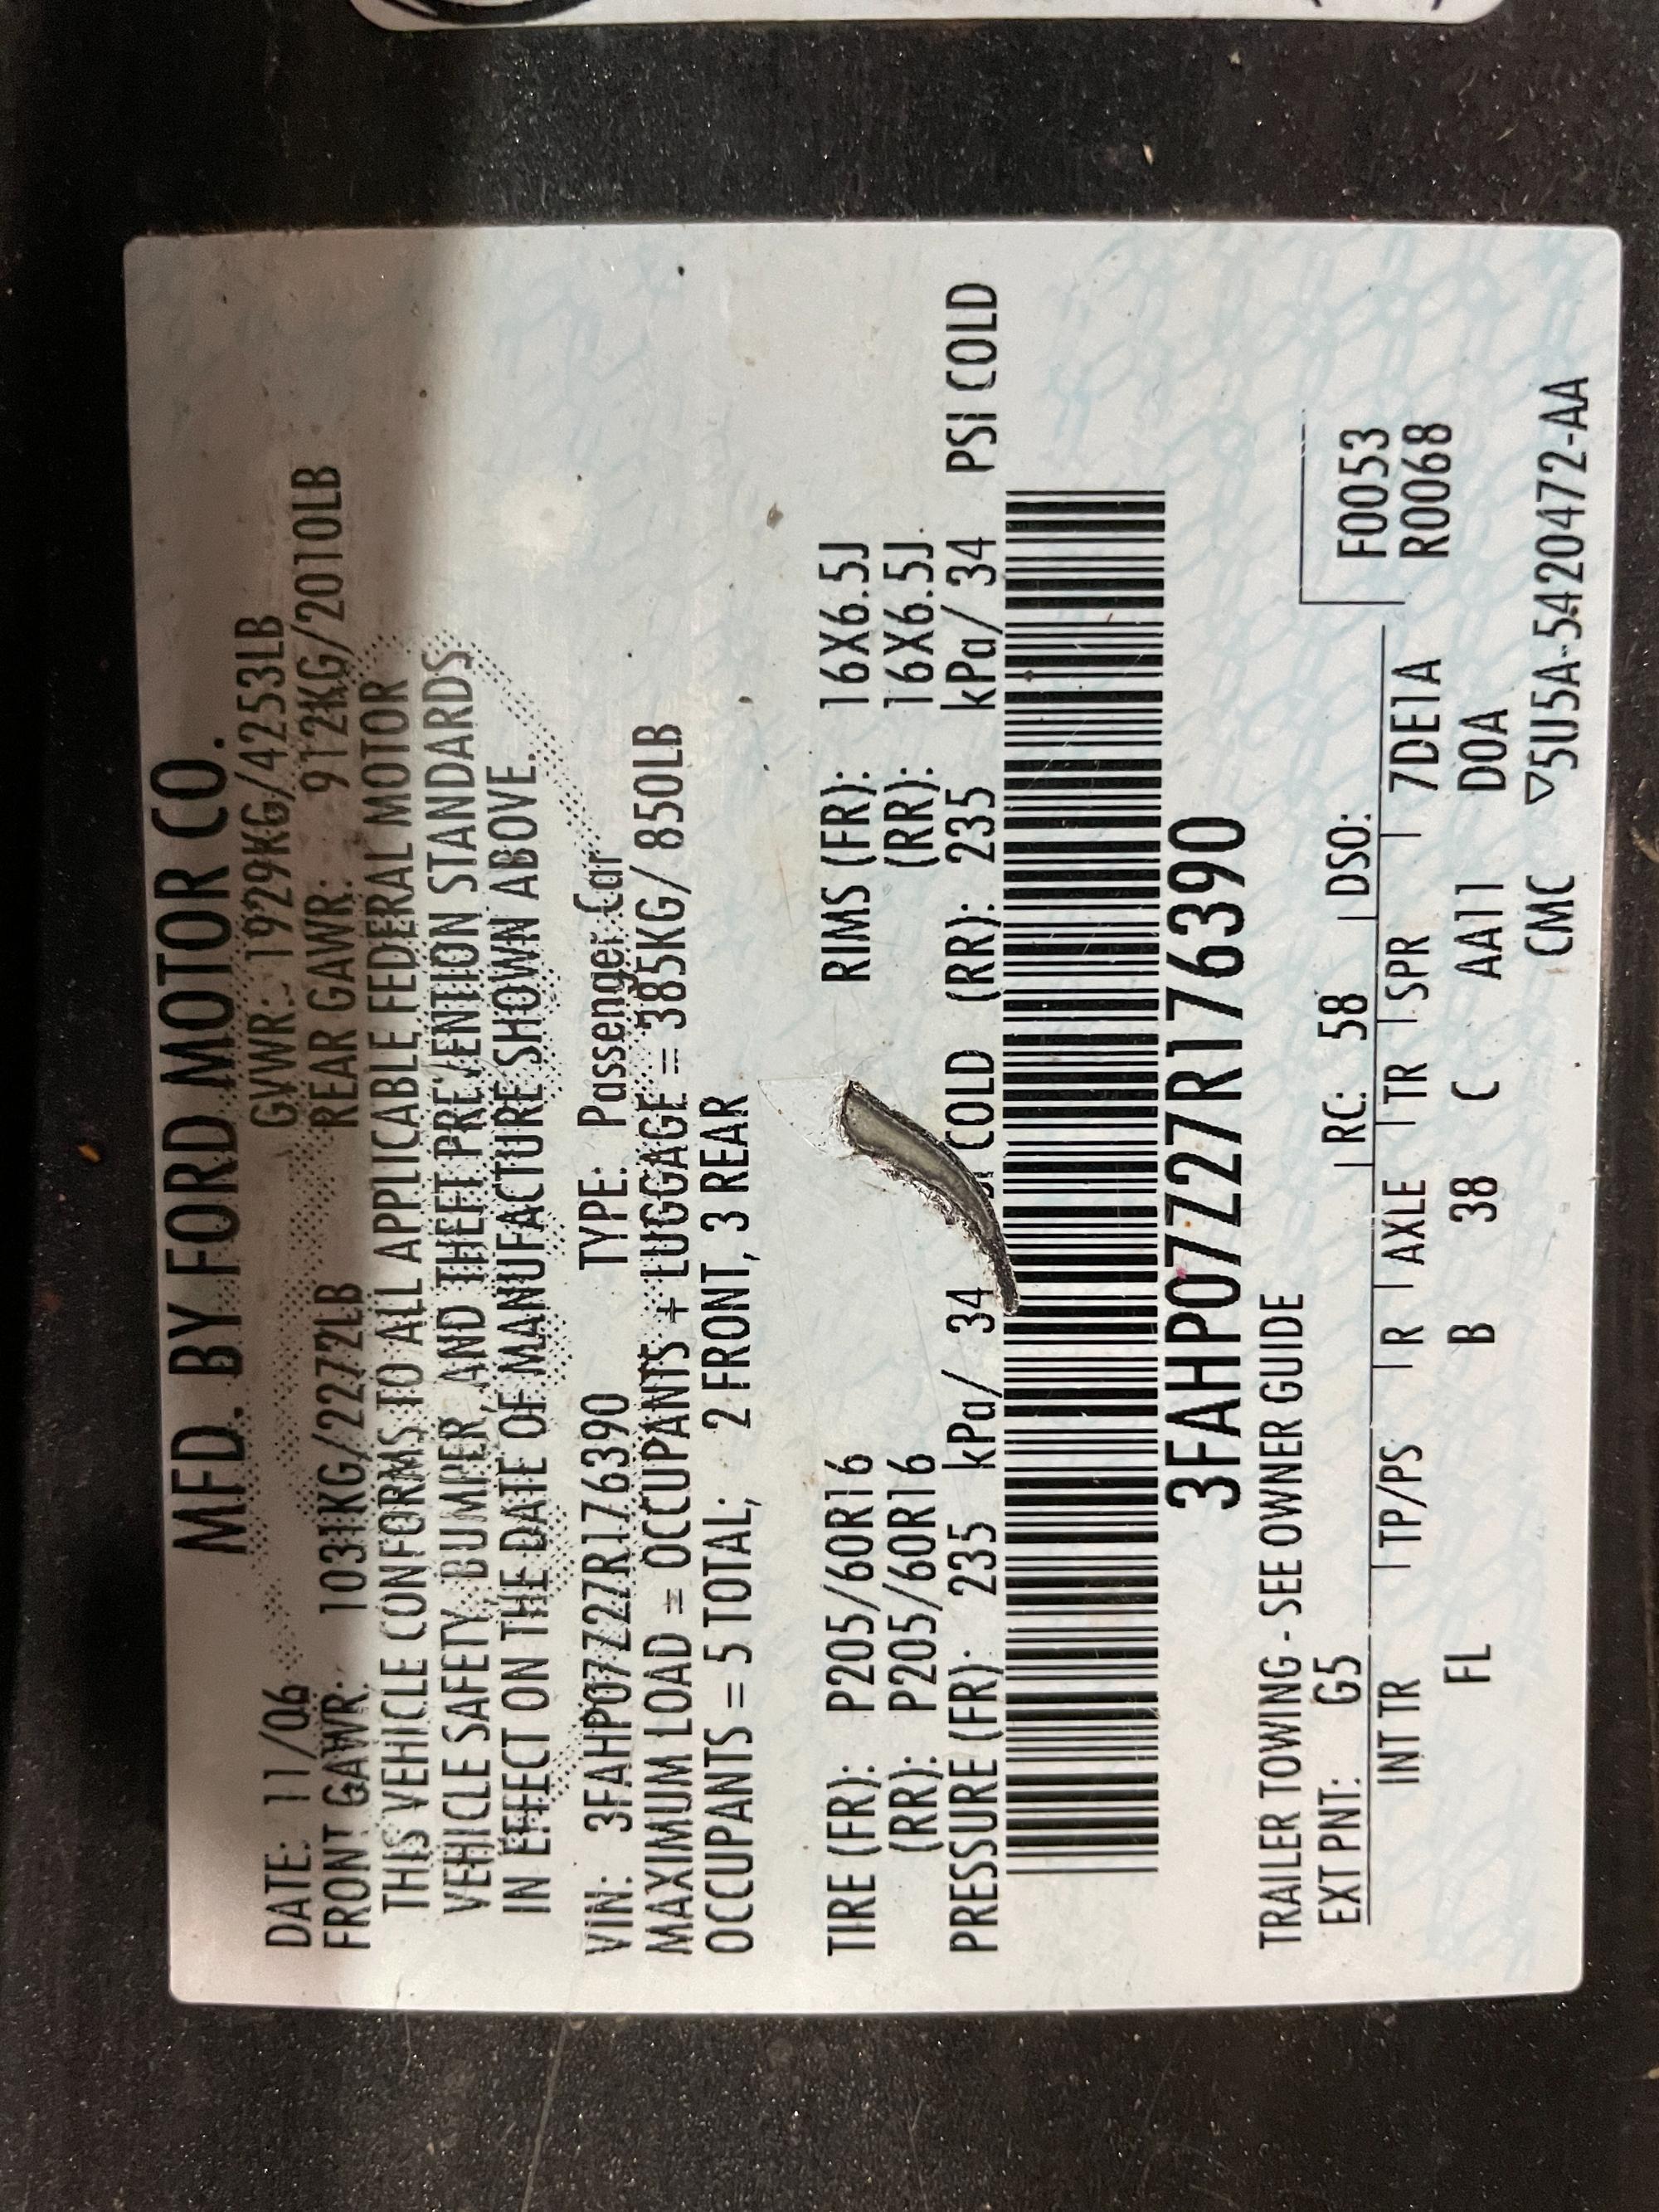 MFD. BY FORD MOTOR CO.
DATE: 11/06 GVWR: 1929KG/4253LB
FRONT GAWR: 1031KG/2272LB REAR GAWR: 912KG/2010LB
THIS VEHICLE CONFORMS TO ALL APPLICABLE FEDERAL MOTOR
VEHICLE SAFETY, BUMPER, AND THEFT PREVENTION STANDARDS
IN EFFECT ON THE DATE OF MANUFACTURE SHOWN ABOVE.
VIN: 3FAHP07Z27R176390 TYPE: Passenger Car
MAXIMUM LOAD = OCCUPANTS + LUGGAGE = 385KG/ 850LB
OCCUPANTS = 5 TOTAL; 2 FRONT, 3 REAR
TIRE (FR): P205/60R16 RIMS (FR): 16X6.5J
(RR): P205/60R16 (RR): 16X6.5J
PRESSURE (FR): 235 kPa/ 34 COLD (RR): 235 kPa/ 34 PSI COLD
3FAHP07Z27R176390
TRAILER TOWING - SEE OWNER GUIDE
EXT PNT: G5 RC: 58 DSO:
F0053
R0068
INT TR TP/PS R AXLE TR SPR 7DE1A
FL B 38 C AA11 DOA
CMC ▽5U5A-5420472-AA